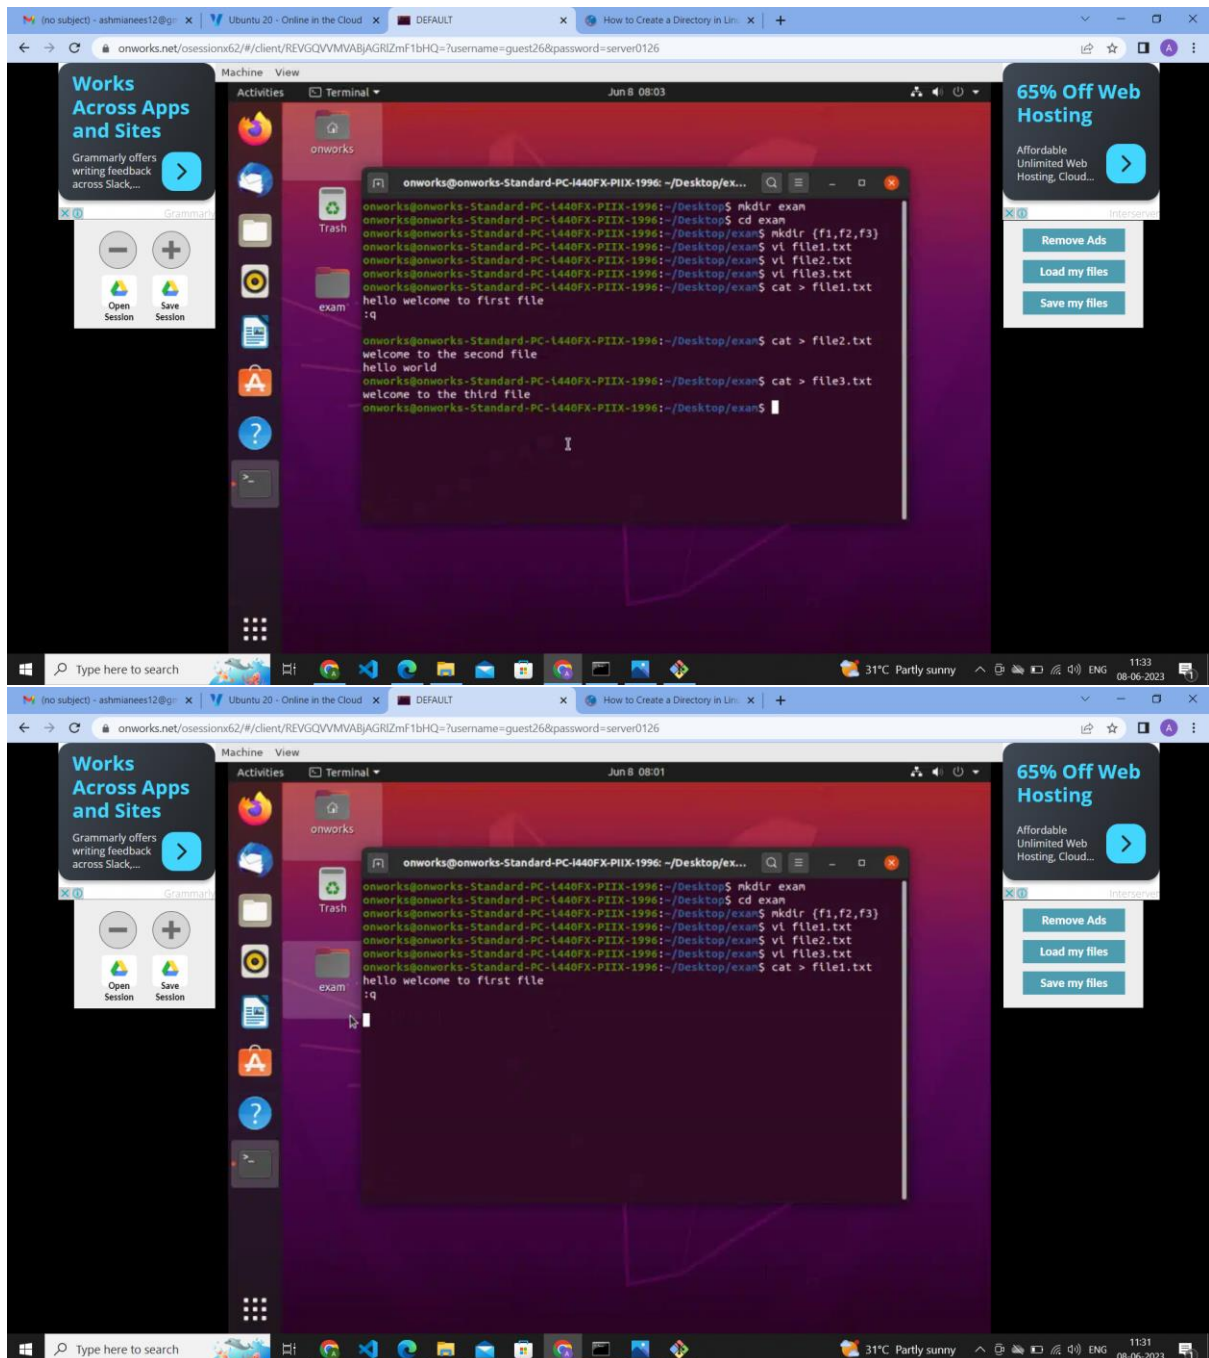 (no subject) - ashmianees12@gm
Ubuntu 20 - Online in the Cloud
DEFAULT
How to Create a Directory in Linu
onworks.net/osessionx62/#/client/REVGQVVMVABjAGRlZmF1bHQ=?username=guest26&password=server0126
Machine View
Activities
Terminal
Jun 8 08:03
Works
Across Apps
and Sites
Grammarly offers
writing feedback
across Slack,...
Grammarly
Open
Session
Save
Session
onworks
Trash
exam
onworks@onworks-Standard-PC-i440FX-PIIX-1996: ~/Desktop/ex...
onworks@onworks-Standard-PC-i440FX-PIIX-1996:~/Desktop$ mkdir exam
onworks@onworks-Standard-PC-i440FX-PIIX-1996:~/Desktop$ cd exam
onworks@onworks-Standard-PC-i440FX-PIIX-1996:~/Desktop/exam$ mkdir {f1,f2,f3}
onworks@onworks-Standard-PC-i440FX-PIIX-1996:~/Desktop/exam$ vi file1.txt
onworks@onworks-Standard-PC-i440FX-PIIX-1996:~/Desktop/exam$ vi file2.txt
onworks@onworks-Standard-PC-i440FX-PIIX-1996:~/Desktop/exam$ vi file3.txt
onworks@onworks-Standard-PC-i440FX-PIIX-1996:~/Desktop/exam$ cat > file1.txt
hello welcome to first file
:q
onworks@onworks-Standard-PC-i440FX-PIIX-1996:~/Desktop/exam$ cat > file2.txt
welcome to the second file
hello world
onworks@onworks-Standard-PC-i440FX-PIIX-1996:~/Desktop/exam$ cat > file3.txt
welcome to the third file
onworks@onworks-Standard-PC-i440FX-PIIX-1996:~/Desktop/exam$
65% Off Web
Hosting
Affordable
Unlimited Web
Hosting, Cloud...
Interserver
Remove Ads
Load my files
Save my files
Type here to search
31°C Partly sunny
ENG
11:33
08-06-2023
(no subject) - ashmianees12@gm
Ubuntu 20 - Online in the Cloud
DEFAULT
How to Create a Directory in Linu
onworks.net/osessionx62/#/client/REVGQVVMVABjAGRlZmF1bHQ=?username=guest26&password=server0126
Machine View
Activities
Terminal
Jun 8 08:01
Works
Across Apps
and Sites
Grammarly offers
writing feedback
across Slack,...
Grammarly
Open
Session
Save
Session
onworks
Trash
exam
onworks@onworks-Standard-PC-i440FX-PIIX-1996: ~/Desktop/ex...
onworks@onworks-Standard-PC-i440FX-PIIX-1996:~/Desktop$ mkdir exam
onworks@onworks-Standard-PC-i440FX-PIIX-1996:~/Desktop$ cd exam
onworks@onworks-Standard-PC-i440FX-PIIX-1996:~/Desktop/exam$ mkdir {f1,f2,f3}
onworks@onworks-Standard-PC-i440FX-PIIX-1996:~/Desktop/exam$ vi file1.txt
onworks@onworks-Standard-PC-i440FX-PIIX-1996:~/Desktop/exam$ vi file2.txt
onworks@onworks-Standard-PC-i440FX-PIIX-1996:~/Desktop/exam$ vi file3.txt
onworks@onworks-Standard-PC-i440FX-PIIX-1996:~/Desktop/exam$ cat > file1.txt
hello welcome to first file
:q
65% Off Web
Hosting
Affordable
Unlimited Web
Hosting, Cloud...
Interserver
Remove Ads
Load my files
Save my files
Type here to search
31°C Partly sunny
ENG
11:31
08-06-2023